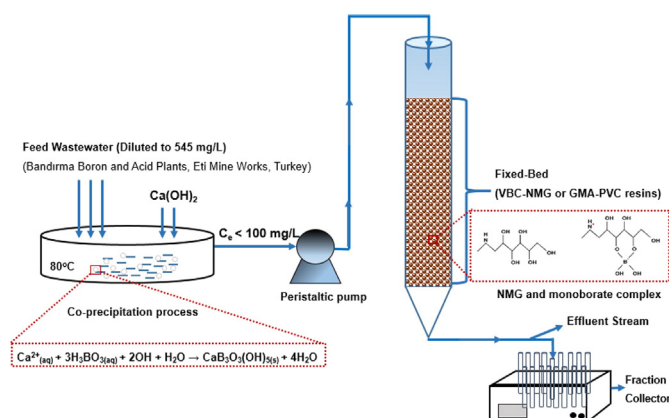 Feed Wastewater (Diluted to 545 mg/L)
(Bandırma Boron and Acid Plants, Eti Mine Works, Turkey)
Ca(OH)₂
80°C
Cₑ < 100 mg/L
Peristaltic pump
Co-precipitation process
Ca²⁺(aq) + 3H₃BO₃(aq) + 2OH + H₂O → CaB₃O₃(OH)₅(s) + 4H₂O
Fixed-Bed
(VBC-NMG or GMA-PVC resins)
NMG and monoborate complex
Effluent Stream
Fraction
Collector